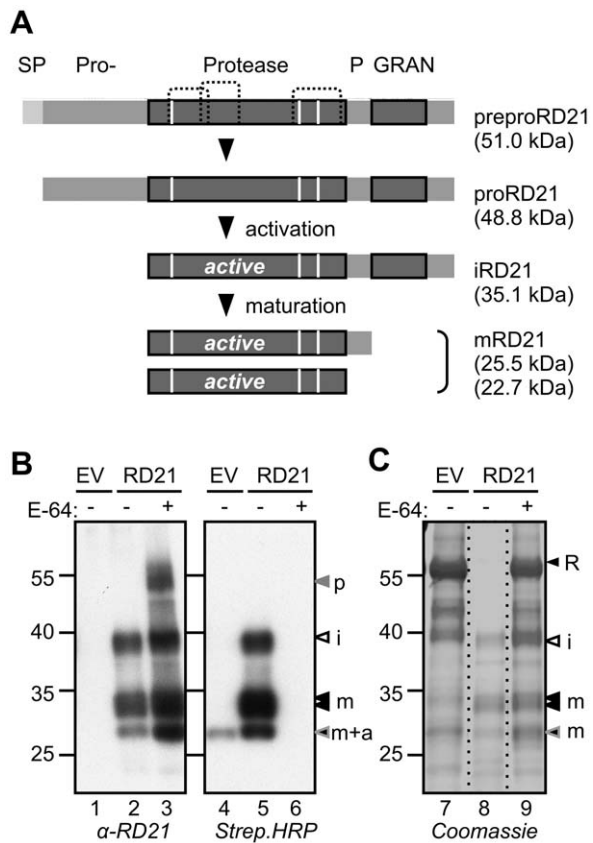 A
SP Pro- Protease P GRAN
preproRD21
(51.0 kDa)
proRD21
(48.8 kDa)
activation
active
iRD21
(35.1 kDa)
maturation
active
mRD21
(25.5 kDa)
active
(22.7 kDa)
B
EV RD21 EV RD21
E-64: - - + - - +
55
40
35
25
p
i
m
m+a
1 2 3 4 5 6
α-RD21 Strep.HRP
C
EV RD21
- - +
55
40
35
25
R
i
m
m
7 8 9
Coomassie